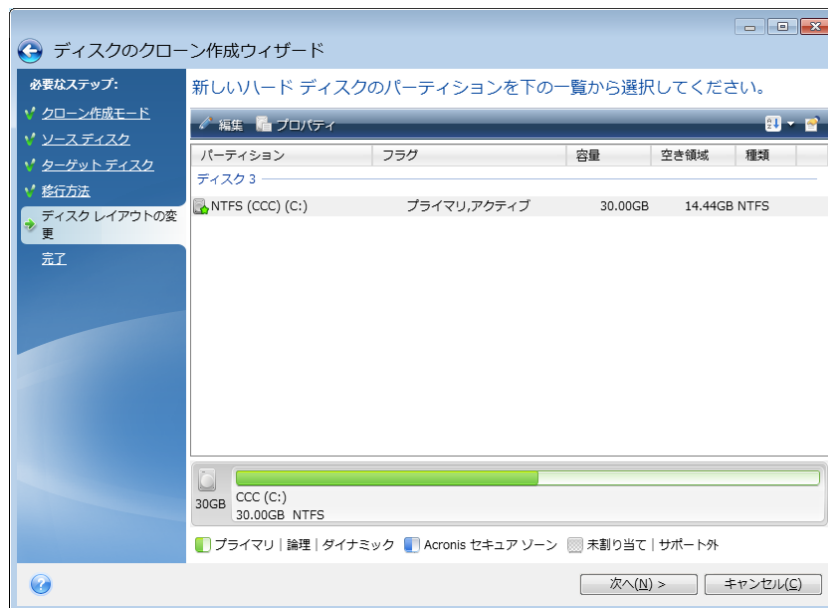 ディスクのクローン作成ウィザード
必要なステップ:
クローン作成モード
ソース ディスク
ターゲット ディスク
移行方法
ディスク レイアウトの変
更
完了
新しいハード ディスクのパーティションを下の一覧から選択してください。
編集 プロパティ
パーティション フラグ 容量 空き領域 種類
ディスク 3
NTFS (CCC) (C:) プライマリ,アクティブ 30.00GB 14.44GB NTFS
30GB
CCC (C:)
30.00GB NTFS
プライマリ | 論理 | ダイナミック Acronis セキュア ゾーン 未割り当て | サポート外
次へ(N) > キャンセル(C)